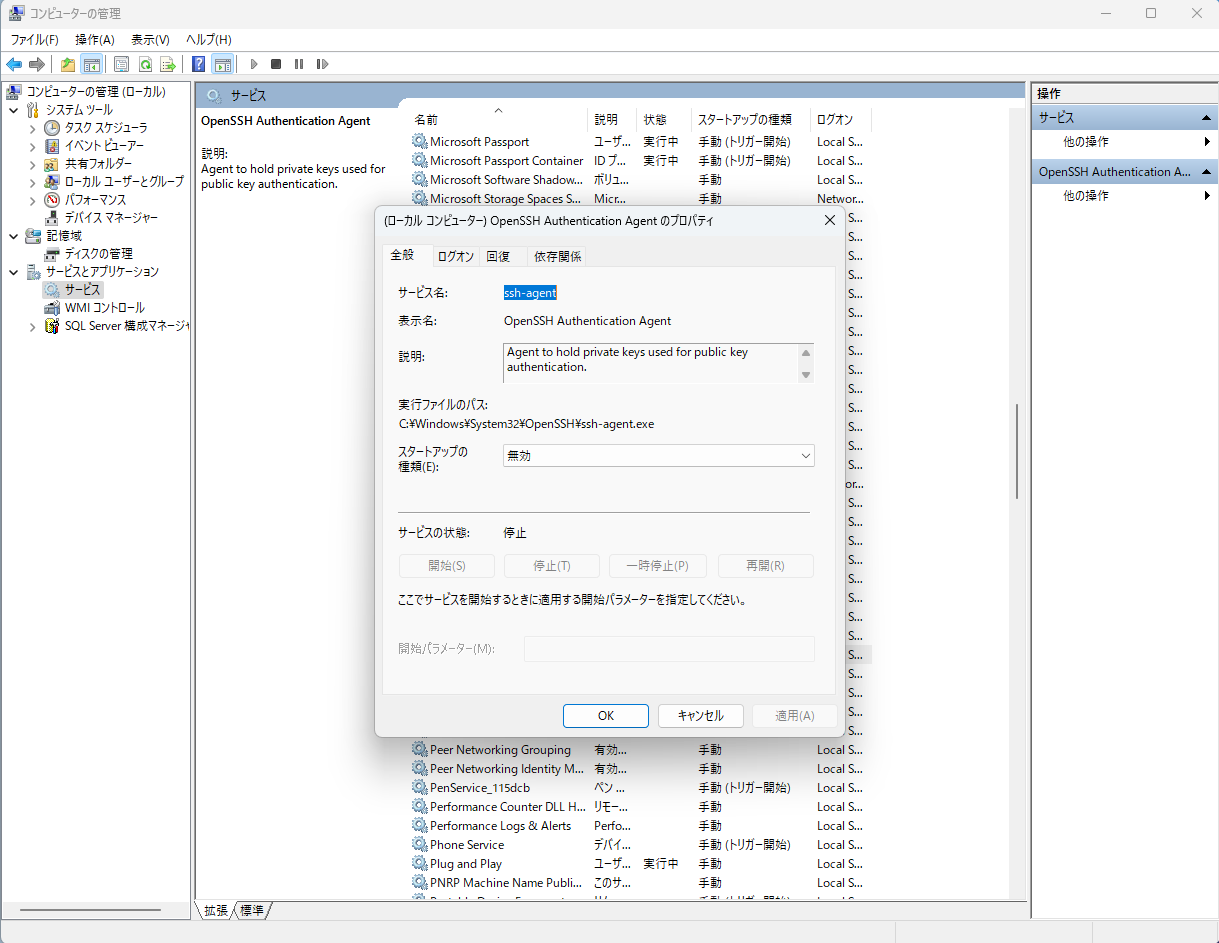 コンピューターの管理
ファイル(F) 操作(A) 表示(V) ヘルプ(H)
コンピューターの管理 (ローカル)
システム ツール
タスク スケジューラ
イベント ビューアー
共有フォルダー
ローカル ユーザーとグループ
パフォーマンス
デバイス マネージャー
記憶域
ディスクの管理
サービスとアプリケーション
サービス
WMI コントロール
SQL Server 構成マネージャ
サービス
OpenSSH Authentication Agent
説明:
Agent to hold private keys used for
public key authentication.
名前 説明 状態 スタートアップの種類 ログオン
Microsoft Passport ユーザ... 実行中 手動 (トリガー開始) Local S...
Microsoft Passport Container ID プ... 実行中 手動 (トリガー開始) Local S...
Microsoft Software Shadow... ボリュ... 手動 Local S...
Microsoft Storage Spaces S... Micr... 手動 Networ...
(ローカル コンピューター) OpenSSH Authentication Agent のプロパティ
全般 ログオン 回復 依存関係
サービス名: ssh-agent
表示名: OpenSSH Authentication Agent
説明: Agent to hold private keys used for public key
authentication.
実行ファイルのパス:
C:¥Windows¥System32¥OpenSSH¥ssh-agent.exe
スタートアップの
種類(E): 無効
サービスの状態: 停止
開始(S) 停止(T) 一時停止(P) 再開(R)
ここでサービスを開始するときに適用する開始パラメーターを指定してください。
開始パラメーター(M):
OK キャンセル 適用(A)
S...
S...
S...
S...
S...
S...
S...
S...
S...
S...
S...
S...
S...
S...
or...
S...
S...
S...
S...
S...
S...
S...
S...
S...
S...
S...
S...
S...
Peer Networking Grouping 有効... 手動 Local S...
Peer Networking Identity M... 有効... 手動 Local S...
PenService_115dcb ペン ... 手動 (トリガー開始) Local S...
Performance Counter DLL H... リモー... 手動 Local S...
Performance Logs & Alerts Perfo... 手動 Local S...
Phone Service デバイ... 手動 (トリガー開始) Local S...
Plug and Play ユーザ... 実行中 手動 Local S...
PNRP Machine Name Publi... このサ... 手動 Local S...
拡張 標準
操作
サービス
他の操作
OpenSSH Authentication A...
他の操作